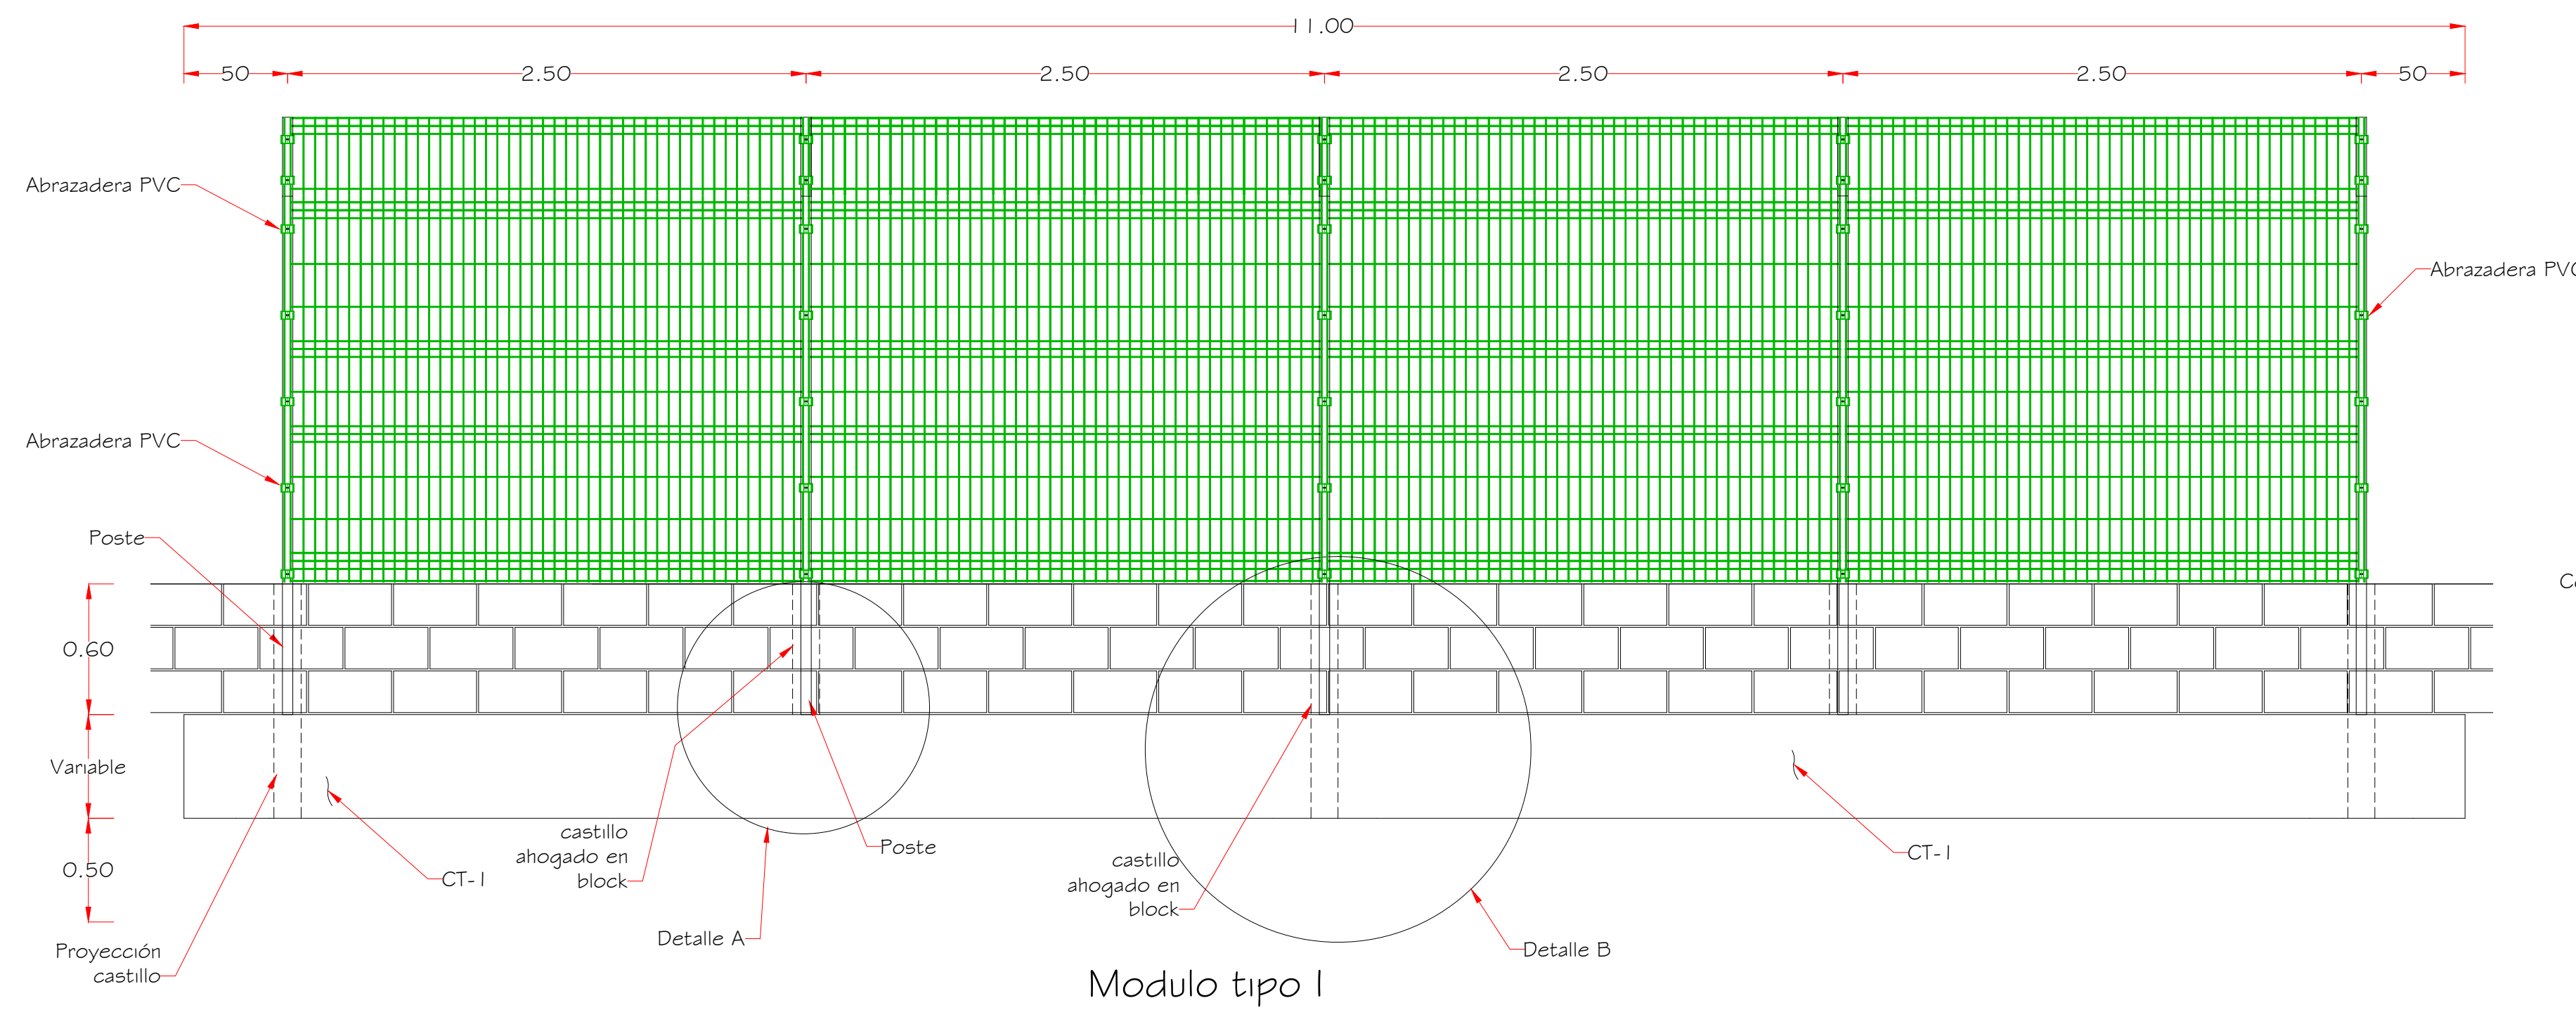 11.00
50
2.50
2.50
2.50
2.50
50
Abrazadera PVC
Abrazadera PV
Abrazadera PVC
Poste
0.60
Variable
castillo
ahogado en
block
Poste
castillo
ahogado en
block
CT-1
0.50
CT-1
Detalle A
Detalle B
Proyección
castillo
Modulo tipo 1